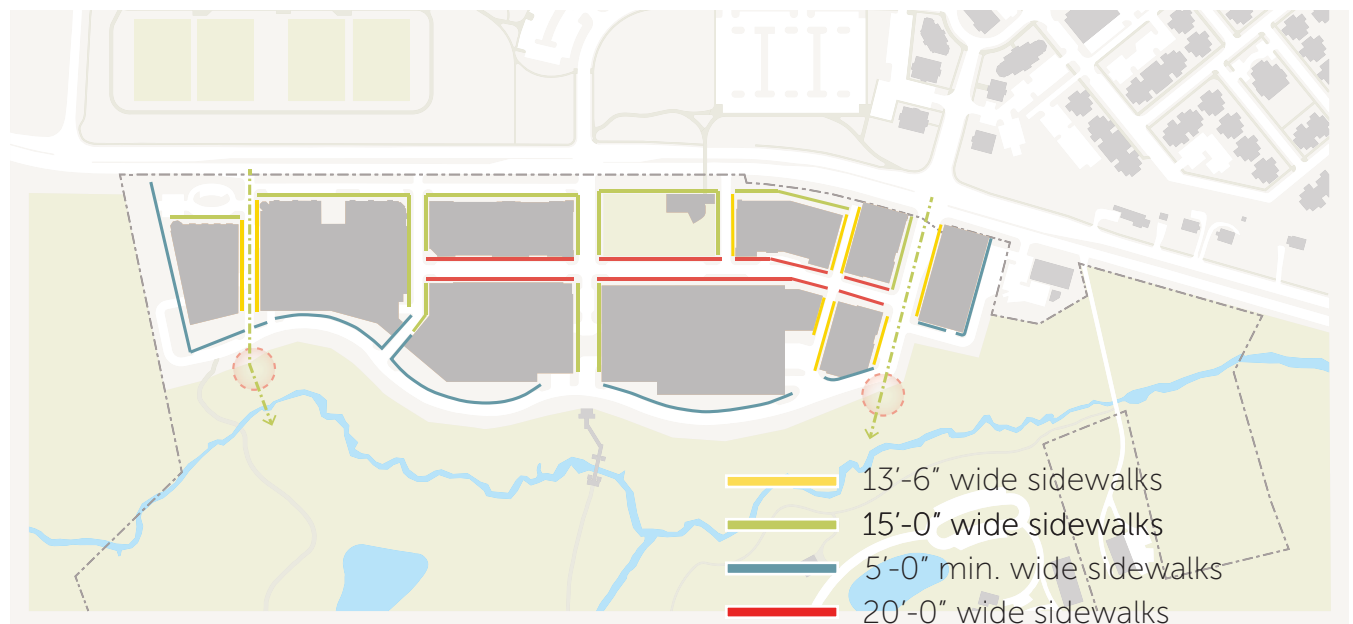 13'-6" wide sidewalks
15'-0" wide sidewalks
5'-0" min. wide sidewalks
20'-0" wide sidewalks